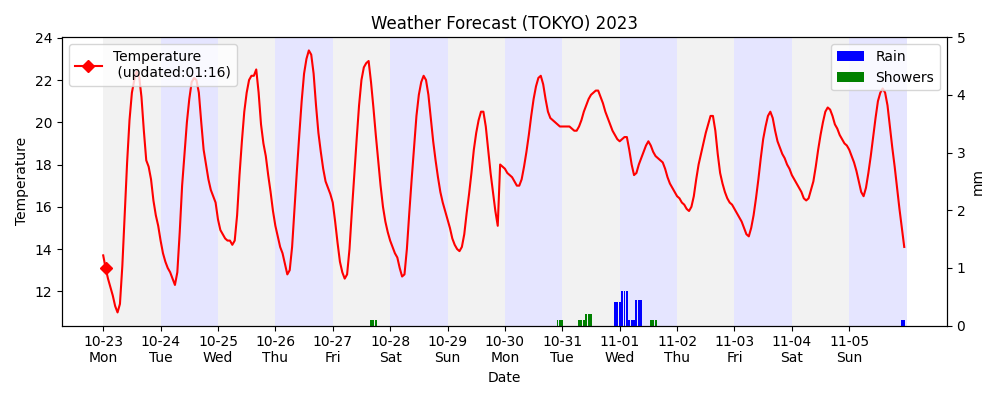 Weather Forecast (TOKYO) 2023
Temperature
(updated:01:16)
Rain
Showers
24
22
20
18
16
14
12
Temperature
5
4
3
2
1
0
mm
10-23 10-24 10-25 10-26 10-27 10-28 10-29 10-30 10-31 11-01 11-02 11-03 11-04 11-05
Mon Tue Wed Thu Fri Sat Sun Mon Tue Wed Thu Fri Sat Sun
Date